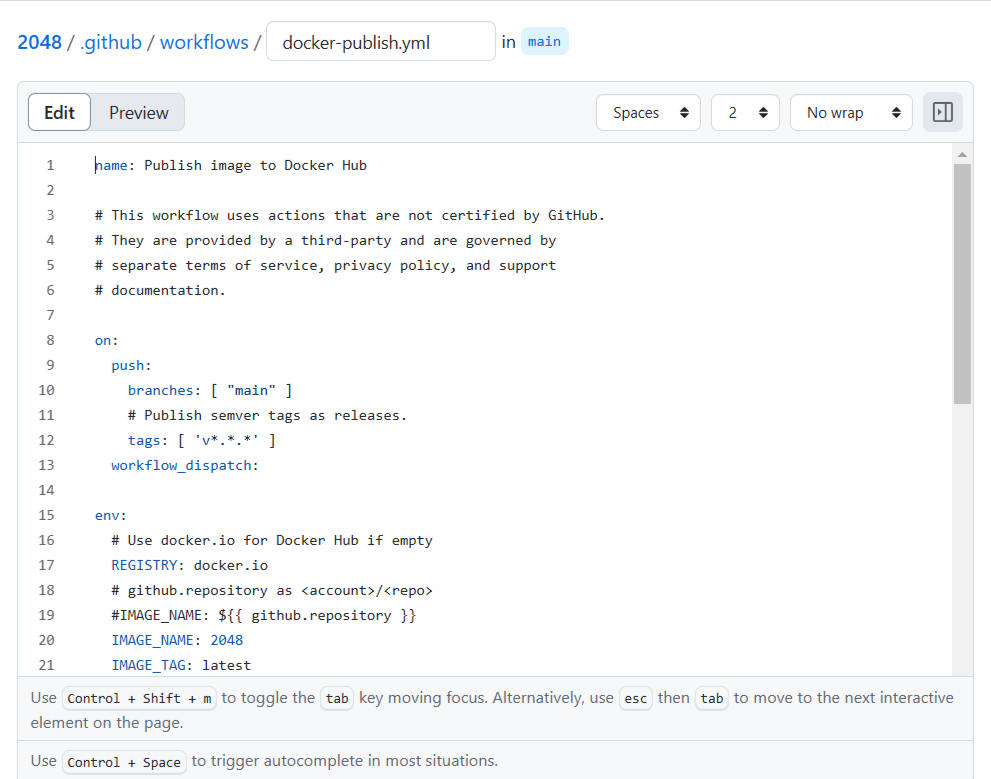 2048 / .github / workflows / docker-publish.yml in main
Edit Preview Spaces 2 No wrap
1 name: Publish image to Docker Hub
2
3 # This workflow uses actions that are not certified by GitHub.
4 # They are provided by a third-party and are governed by
5 # separate terms of service, privacy policy, and support
6 # documentation.
7
8 on:
9   push:
10     branches: [ "main" ]
11     # Publish semver tags as releases.
12     tags: [ 'v*.*.*' ]
13   workflow_dispatch:
14
15 env:
16   # Use docker.io for Docker Hub if empty
17   REGISTRY: docker.io
18   # github.repository as <account>/<repo>
19   #IMAGE_NAME: ${{ github.repository }}
20   IMAGE_NAME: 2048
21   IMAGE_TAG: latest
Use Control + Shift + m to toggle the tab key moving focus. Alternatively, use esc then tab to move to the next interactive
element on the page.
Use Control + Space to trigger autocomplete in most situations.